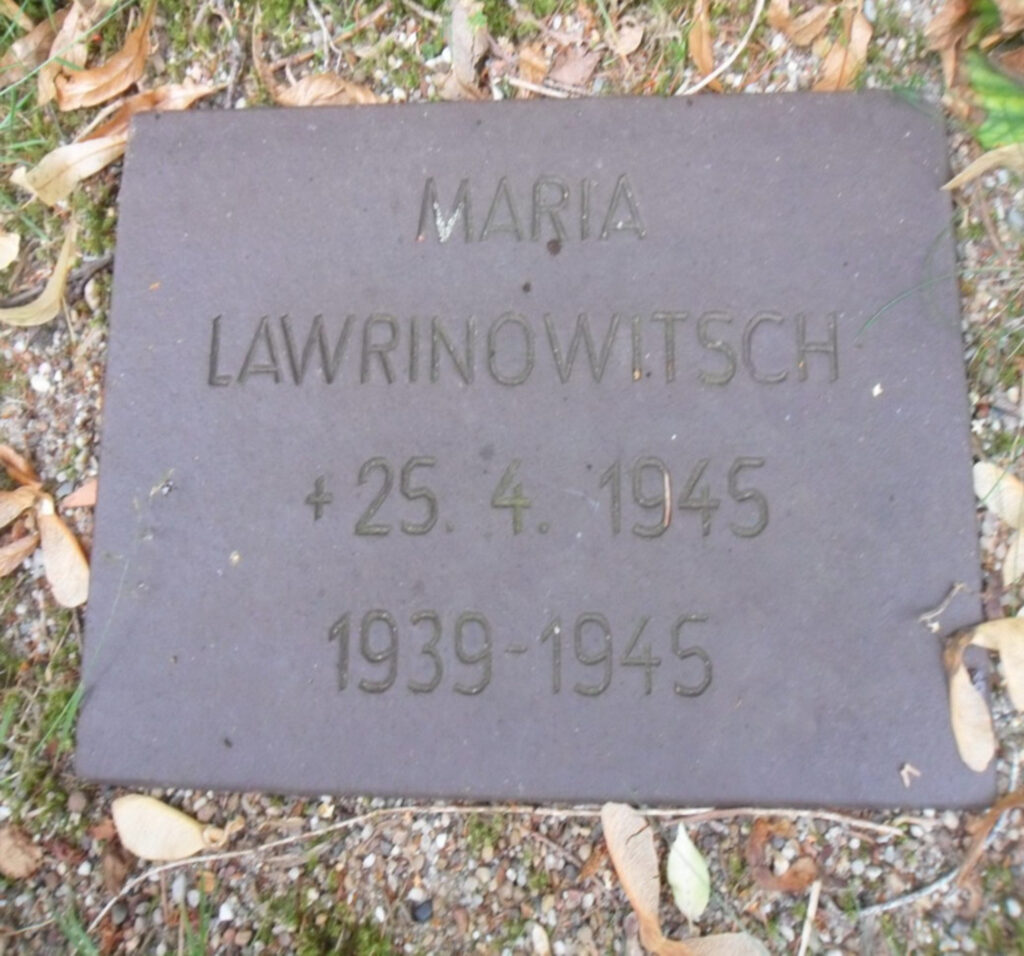 MARIA
LAWRINOWITSCH
+ 25. 4. 1945
1939-1945